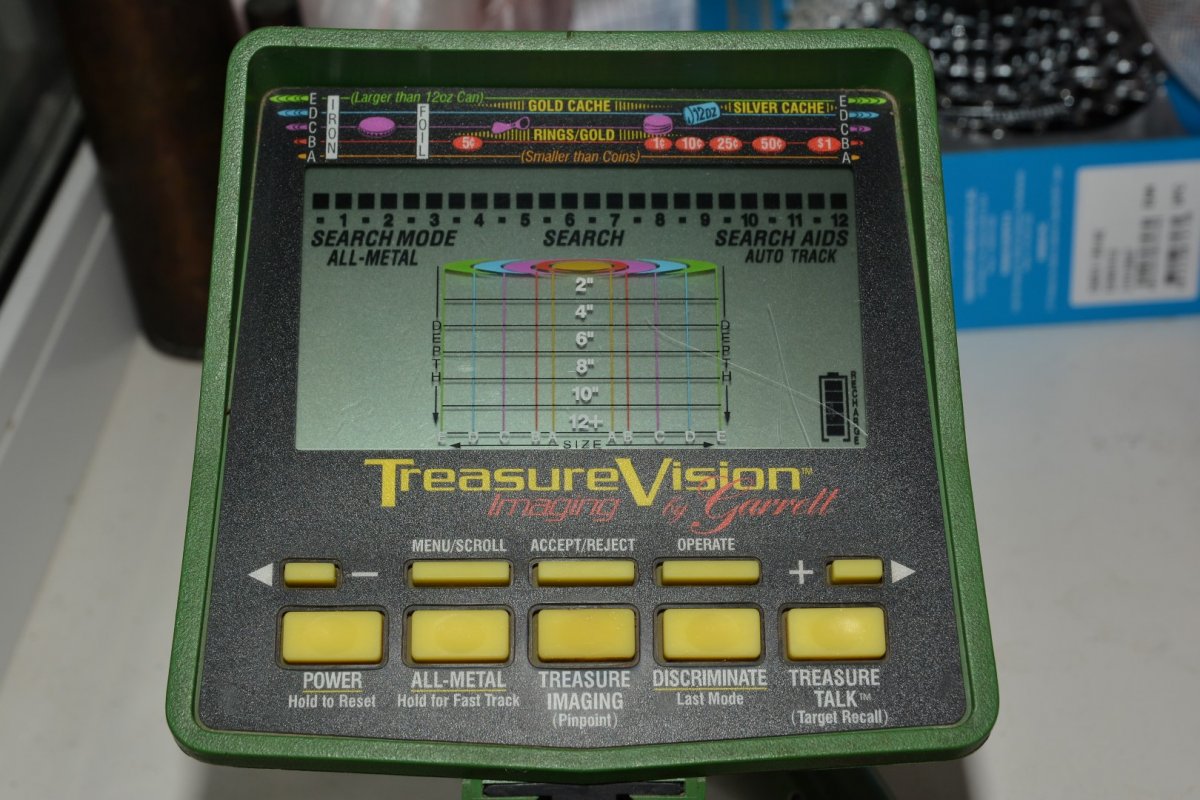 E (Larger than 12oz Can) GOLD CACHE SILVER CACHE E
D IRON FOIL 12oz D
C C
B 5¢ RINGS/GOLD 1¢ 10¢ 25¢ 50¢ $1 B
A (Smaller than Coins) A
- 1 - 2 - 3 - 4 - 5 - 6 - 7 - 8 - 9 - 10 - 11 - 12
SEARCH MODE SEARCH SEARCH AIDS
ALL-METAL AUTO TRACK
2"
4"
6"
8"
10"
12+
DEPTH DEPTH
RECHARGE
E D C B A A B C D E
SIZE
TreasureVision™
Imaging by Garrett
MENU/SCROLL ACCEPT/REJECT OPERATE
− +
POWER ALL-METAL TREASURE IMAGING DISCRIMINATE TREASURE TALK™
Hold to Reset Hold for Fast Track (Pinpoint) Last Mode (Target Recall)